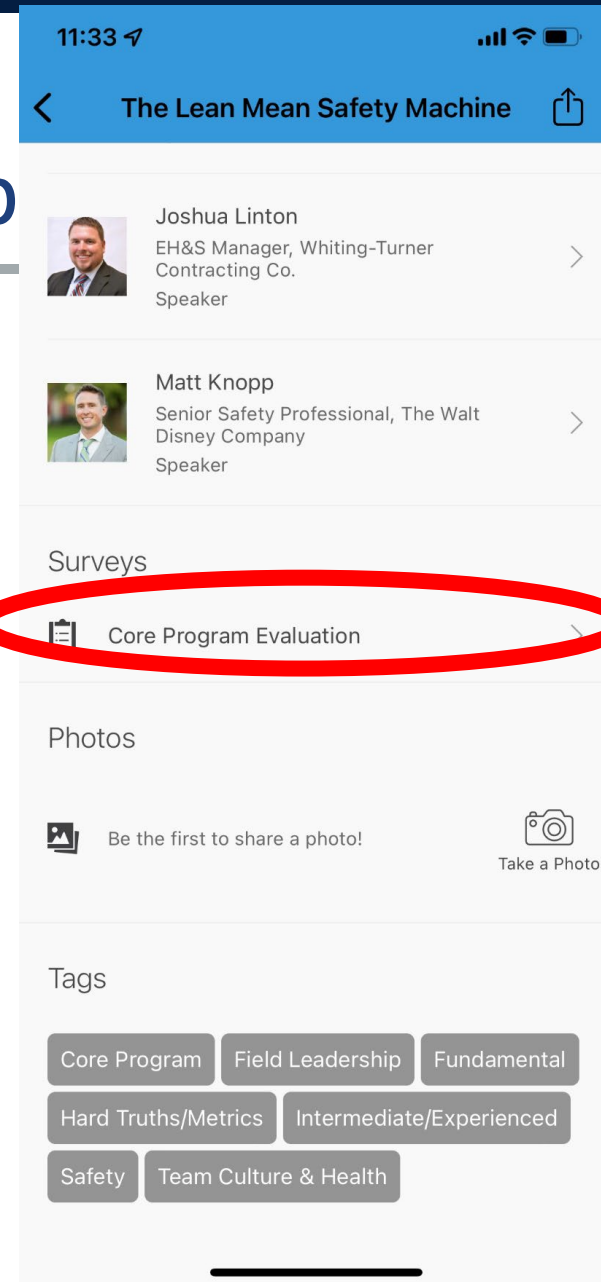 11:33
The Lean Mean Safety Machine
Joshua Linton
EH&S Manager, Whiting-Turner
Contracting Co.
Speaker
Matt Knopp
Senior Safety Professional, The Walt
Disney Company
Speaker
Surveys
Core Program Evaluation
Photos
Be the first to share a photo!
Take a Photo
Tags
Core Program Field Leadership Fundamental
Hard Truths/Metrics Intermediate/Experienced
Safety Team Culture & Health